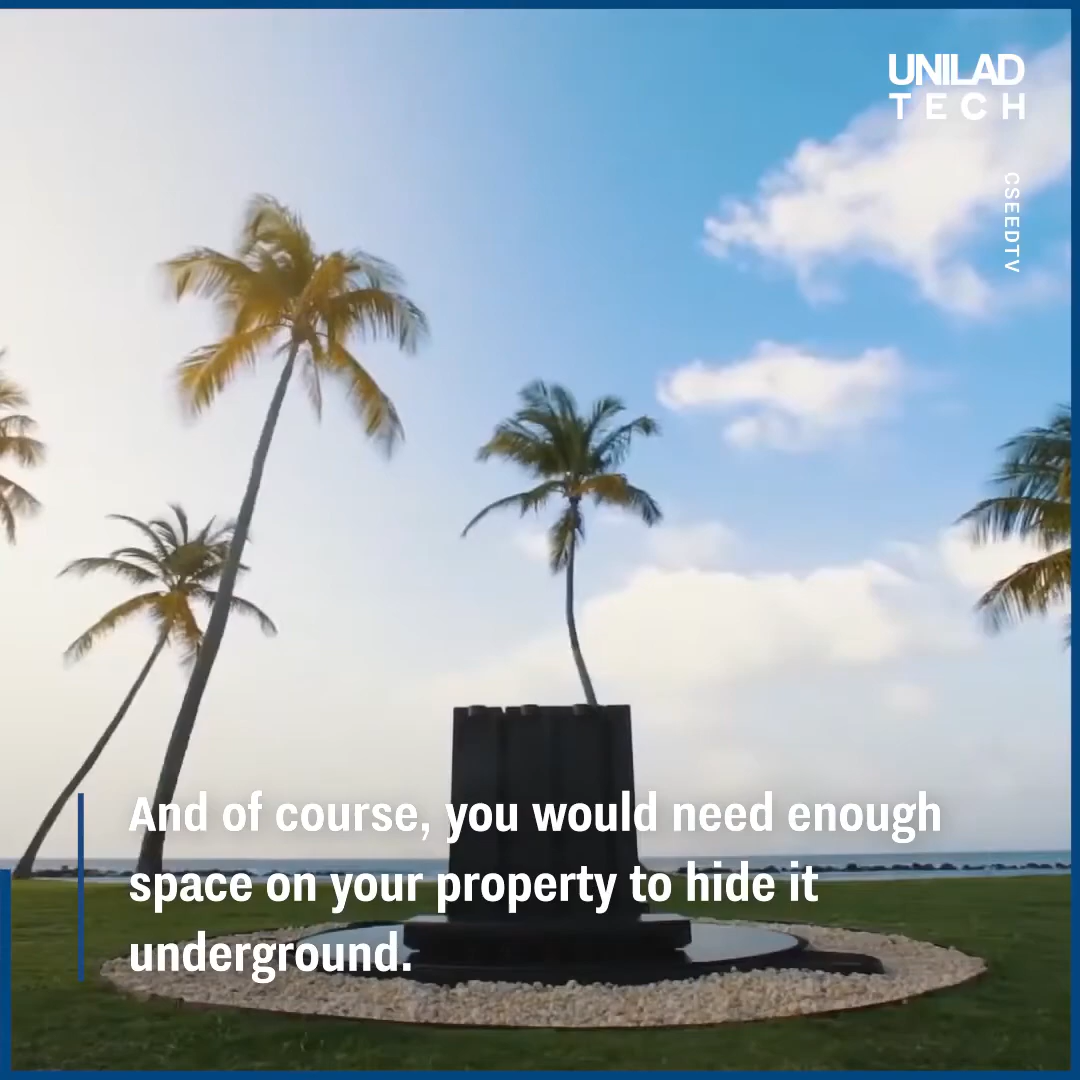 UNILAD
TECH
CSEEDTV
And of course, you would need enough
space on your property to hide it
underground.